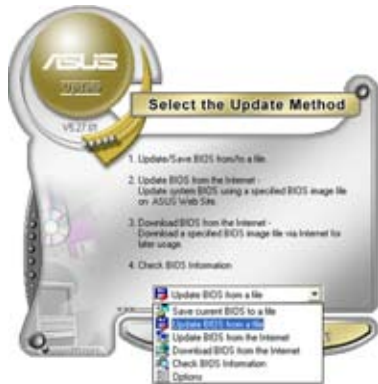 ASUS
Update
Select the Update Method
1. Update/Save BIOS from/to a file.
2. Update BIOS from the Internet -
Update system BIOS using a specified BIOS image file
on ASUS Web Site.
3. Download BIOS from the Internet -
Download a specified BIOS image file via Internet for
later usage.
4. Check BIOS Information
Update BIOS from a file
Save current BIOS to a file
Update BIOS from a file
Update BIOS from the Internet
Download BIOS from the Internet
Check BIOS Information
Options